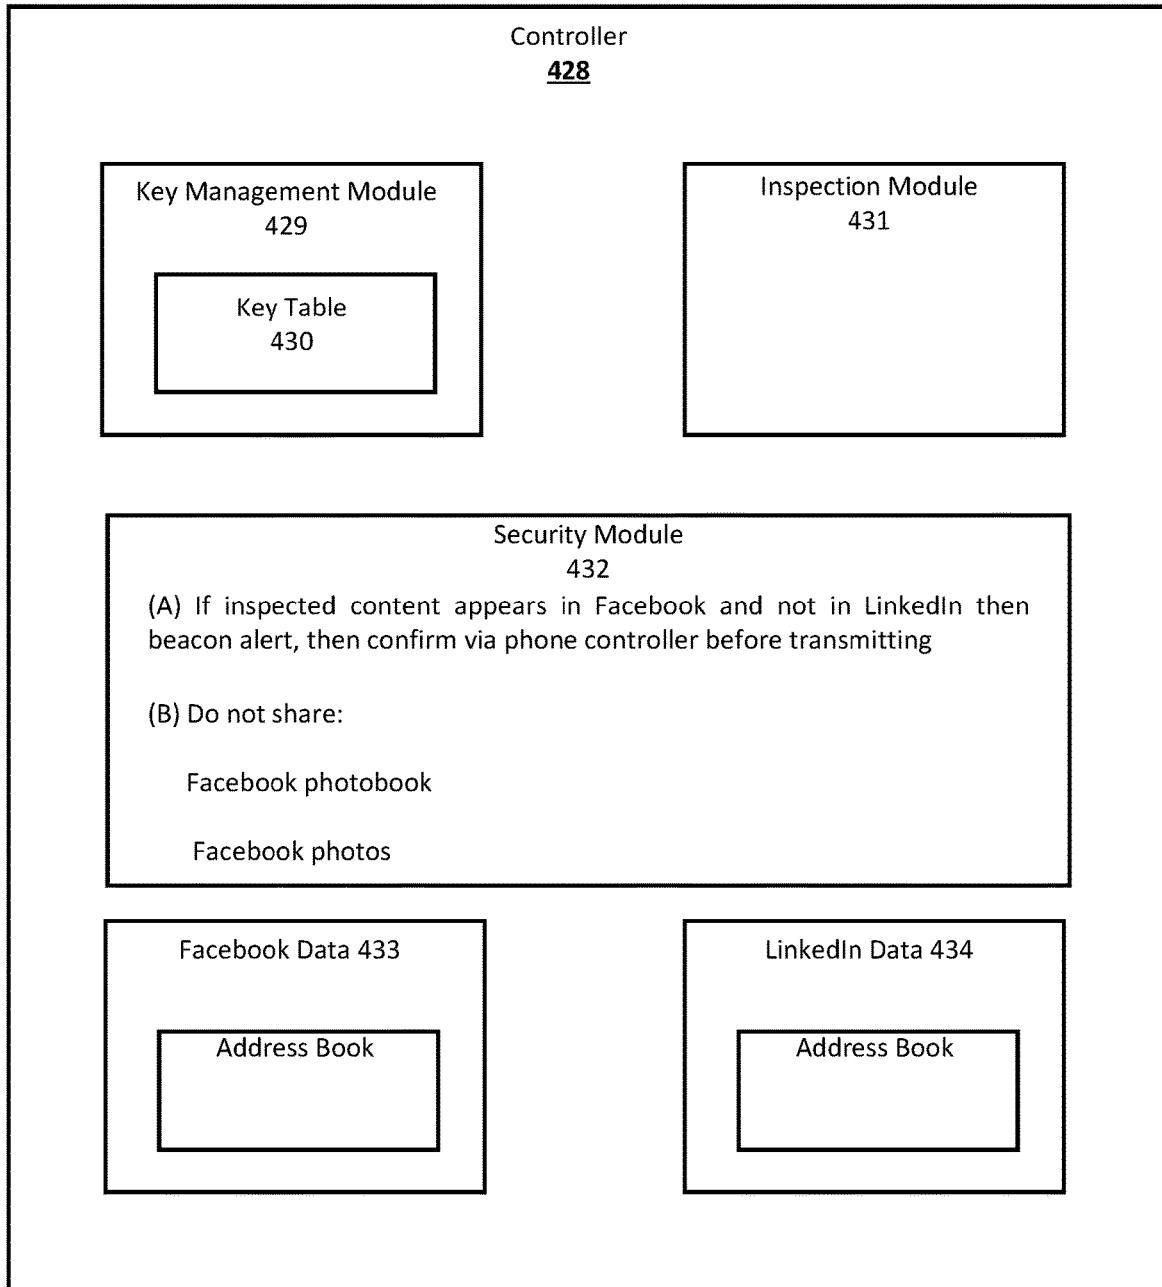 Controller
428
Key Management Module
429
Key Table
430
Inspection Module
431
Security Module
432
(A) If inspected content appears in Facebook and not in LinkedIn then
beacon alert, then confirm via phone controller before transmitting
(B) Do not share:
Facebook photobook
Facebook photos
Facebook Data 433
Address Book
LinkedIn Data 434
Address Book